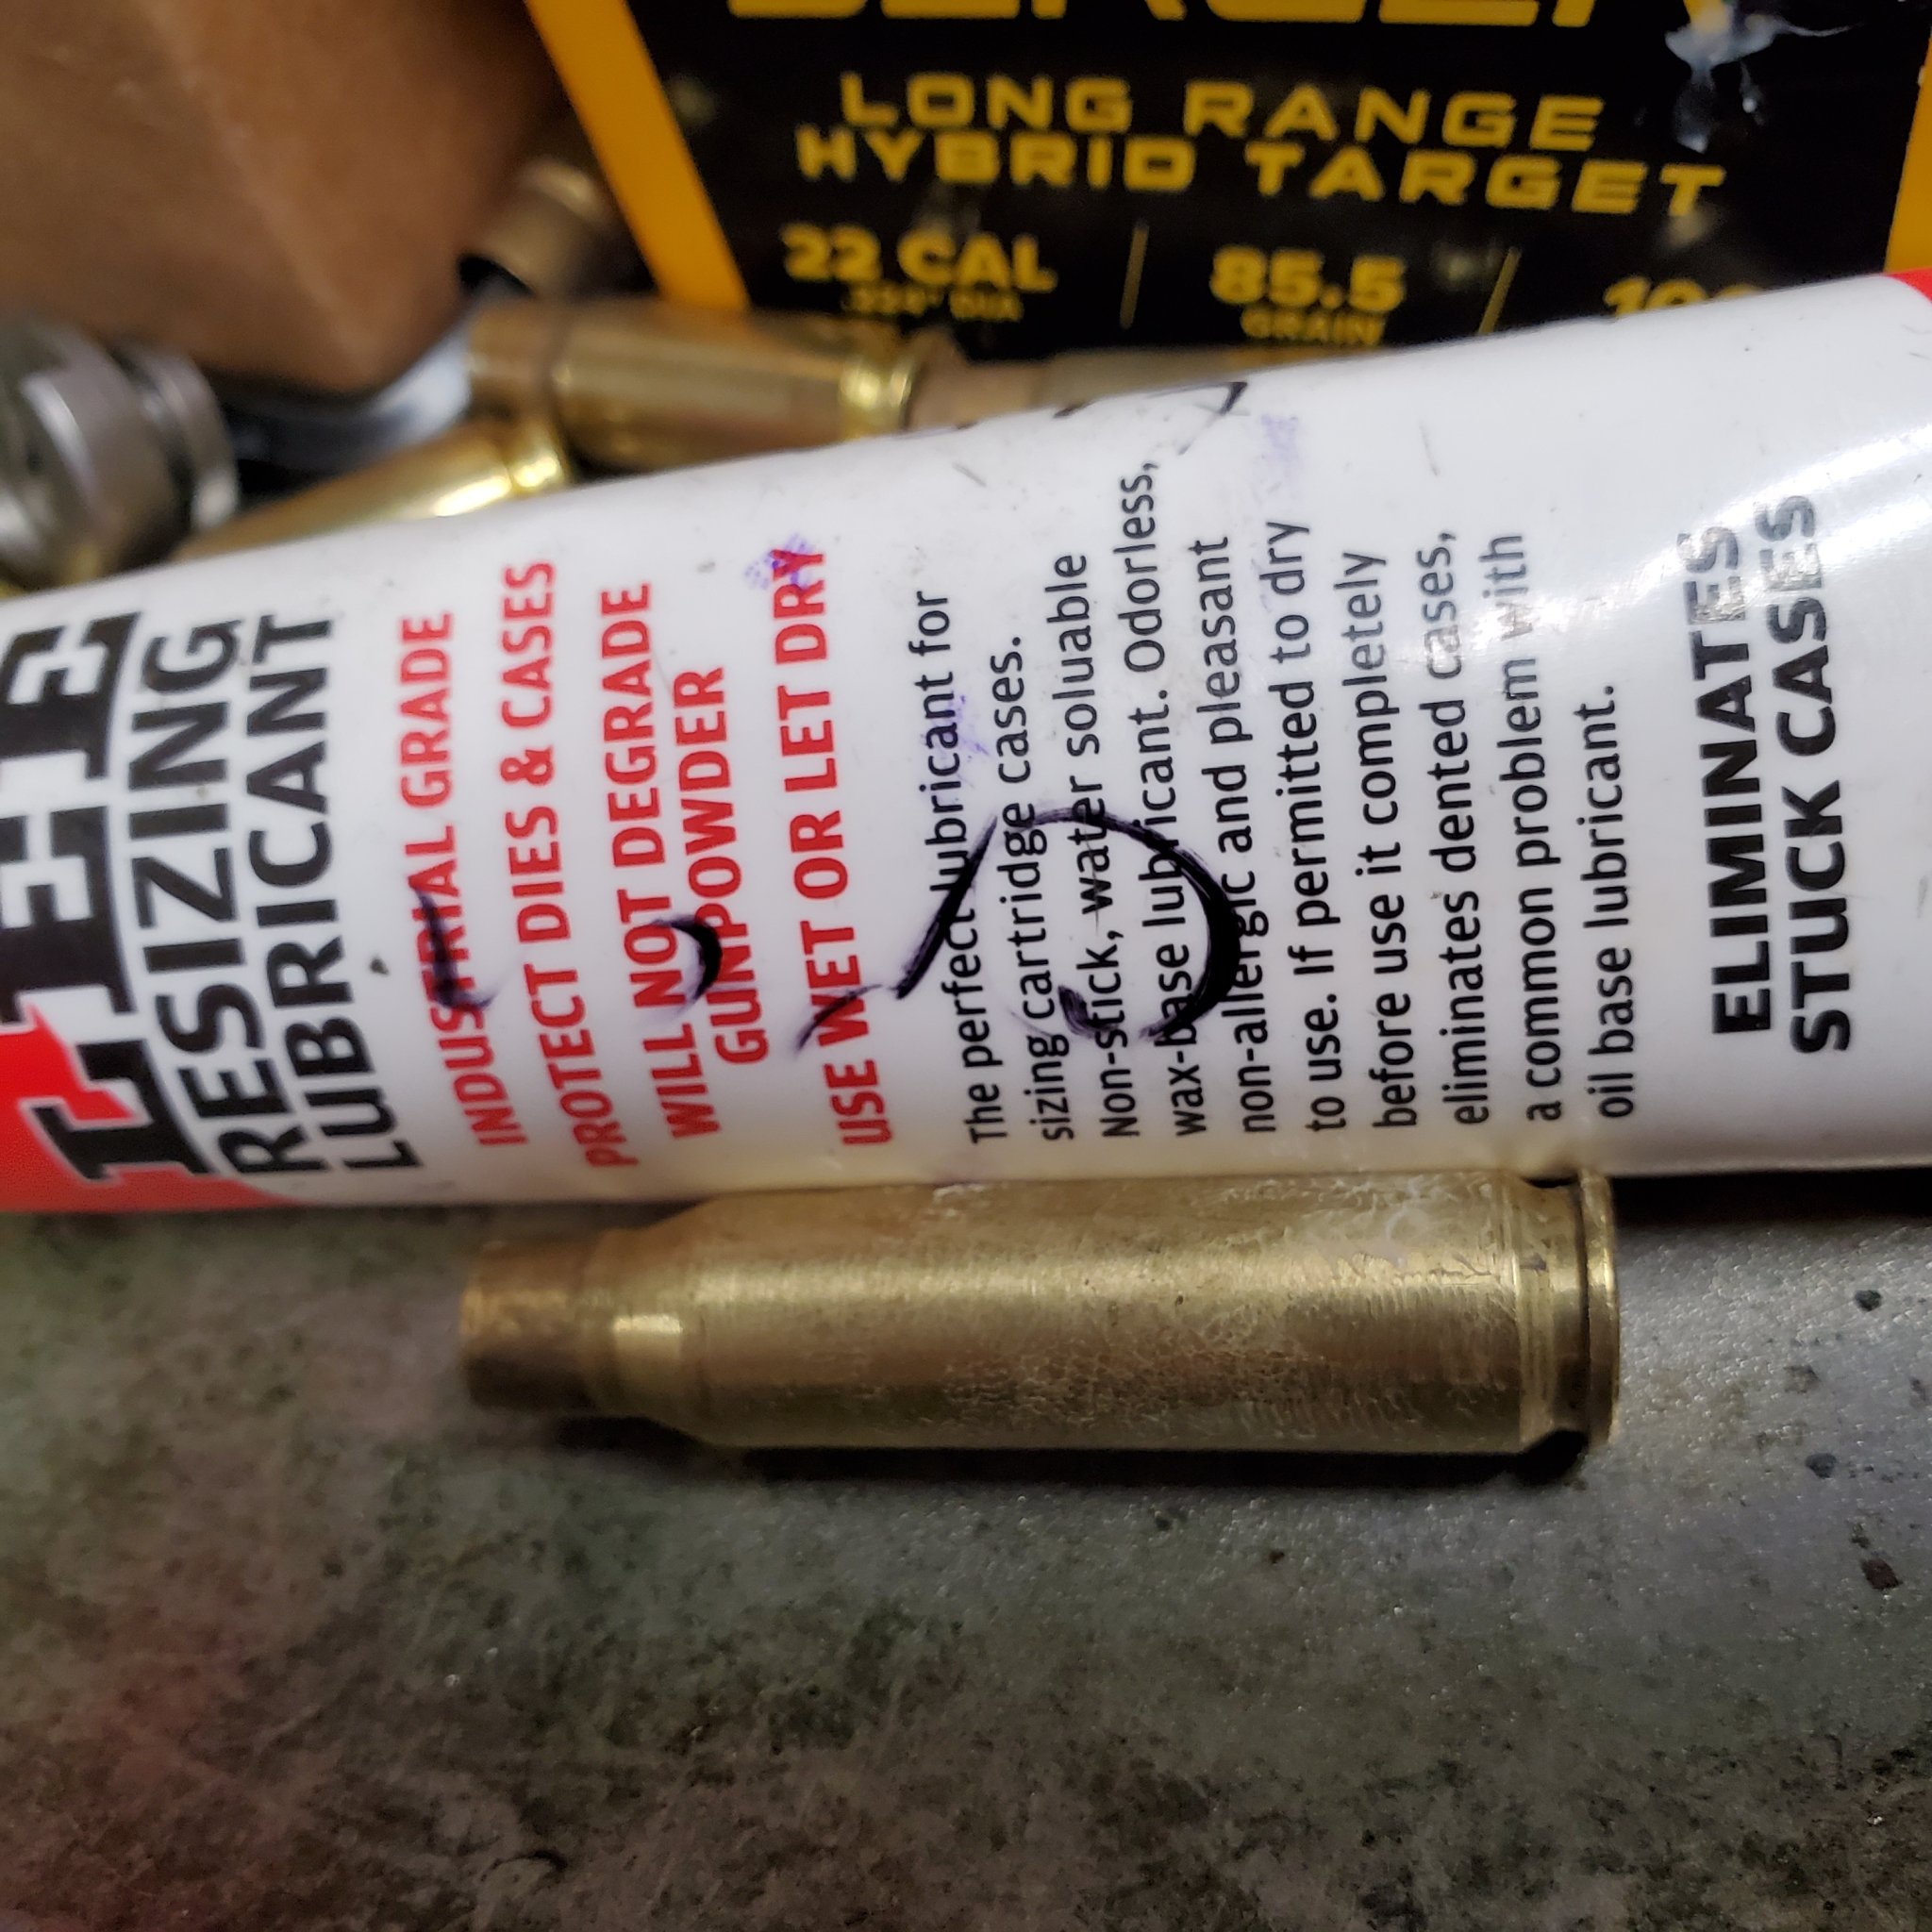 LONG RANGE
HYBRID TARGET
22 CAL
85.5
GRAIN
LEE
RESIZING
LUBRICANT
INDUSTRIAL GRADE
PROTECT DIES & CASES
WILL NOT DEGRADE
GUNPOWDER
USE WET OR LET DRY
The perfect lubricant for
sizing cartridge cases.
Non-stick, water soluable
wax-base lubricant. Odorless,
non-allergic and pleasant
to use. If permitted to dry
before use it completely
eliminates dented cases,
a common problem with
oil base lubricant.
ELIMINATES
STUCK CASES